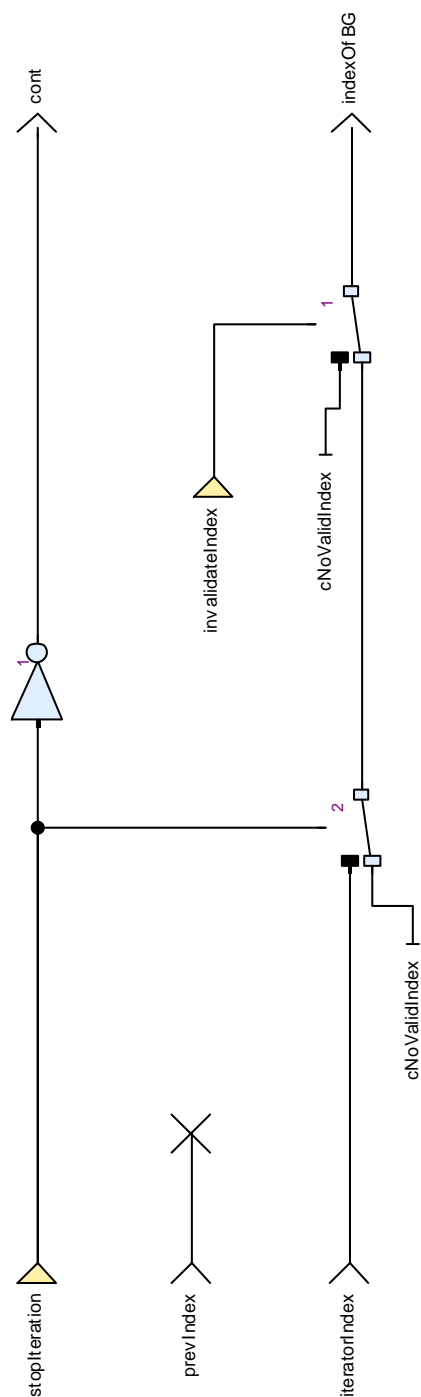 cont
indexOf BG
1
1
invalidateIndex
cNoValidIndex
2
cNoValidIndex
stopIteration
prevIndex
iteratorIndex